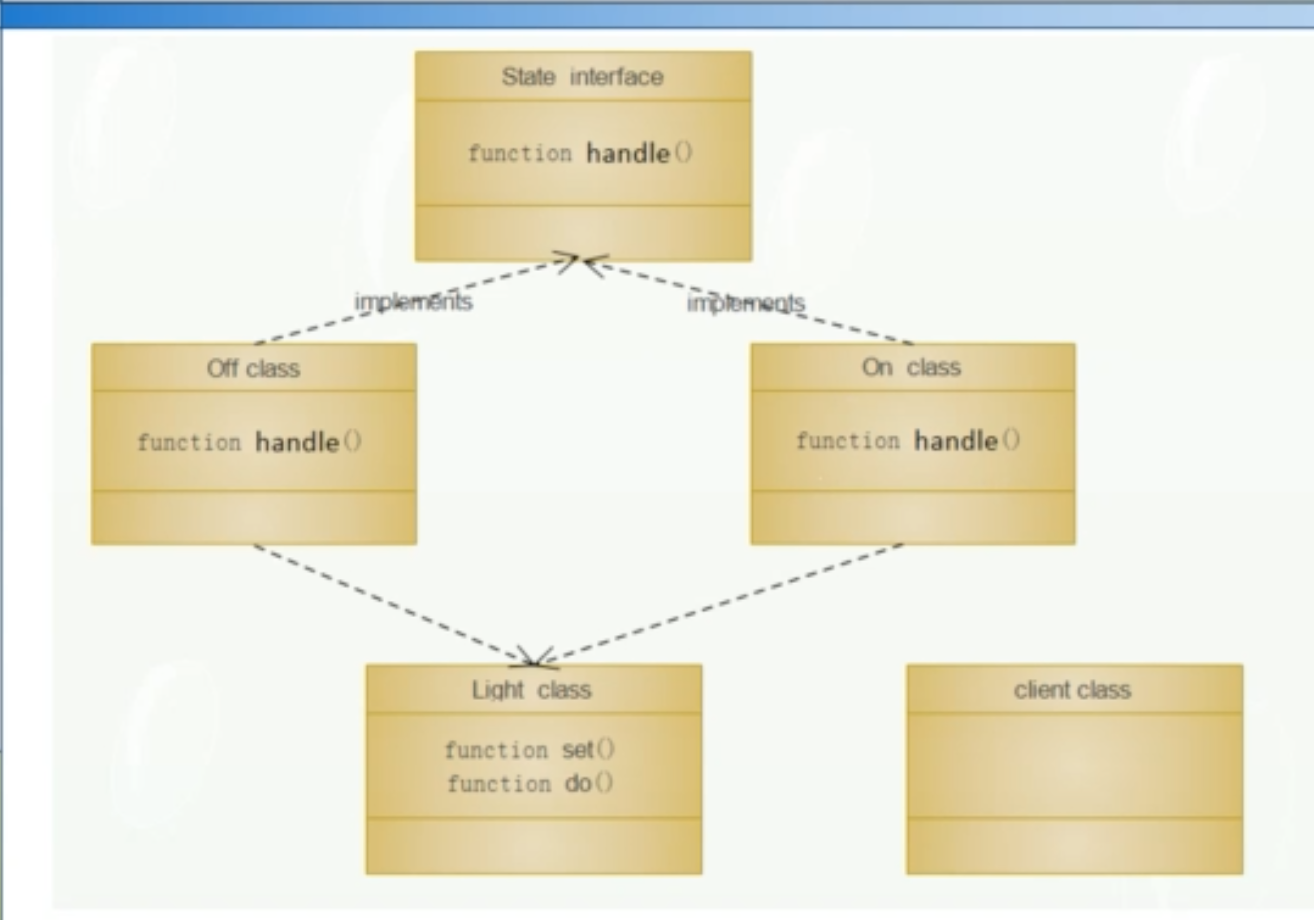 State interface
function handle()
implements
implements
Off class
On class
function handle()
function handle()
Light class
client class
function set()
function do()